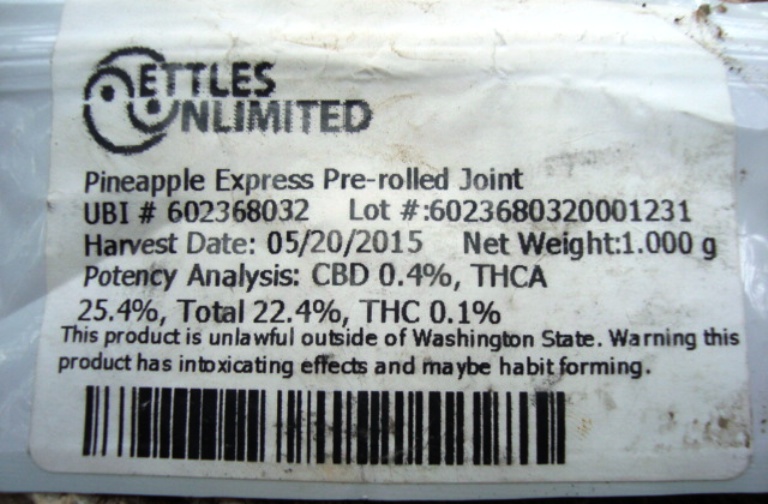 ETTLES
UNLIMITED
Pineapple Express Pre-rolled Joint
UBI # 602368032 Lot #:6023680320001231
Harvest Date: 05/20/2015 Net Weight:1.000 g
Potency Analysis: CBD 0.4%, THCA
25.4%, Total 22.4%, THC 0.1%
This product is unlawful outside of Washington State. Warning this
product has intoxicating effects and maybe habit forming.